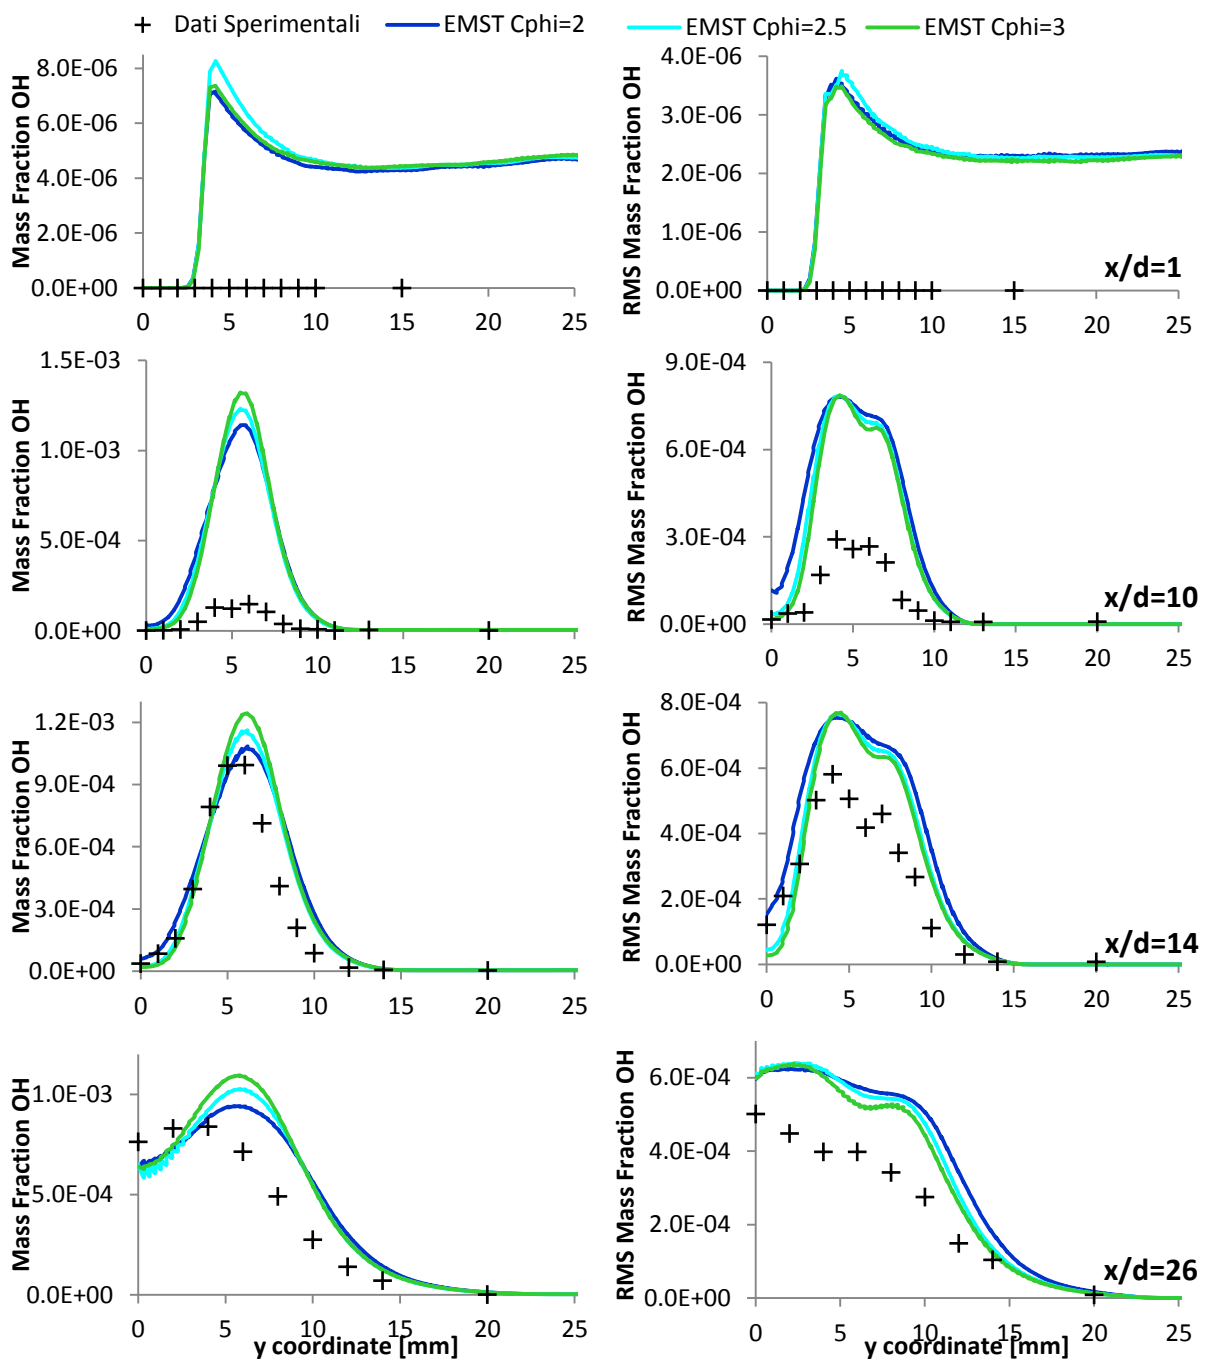 Dati Sperimentali EMST Cphi=2 EMST Cphi=2.5 EMST Cphi=3
Mass Fraction OH
8.0E-06
6.0E-06
4.0E-06
2.0E-06
0.0E+00
0 5 10 15 20 25
RMS Mass Fraction OH
4.0E-06
3.0E-06
2.0E-06
1.0E-06
0.0E+00
x/d=1
0 5 10 15 20 25
Mass Fraction OH
1.5E-03
1.0E-03
5.0E-04
0.0E+00
0 5 10 15 20 25
RMS Mass Fraction OH
9.0E-04
6.0E-04
3.0E-04
0.0E+00
x/d=10
0 5 10 15 20 25
Mass Fraction OH
1.2E-03
9.0E-04
6.0E-04
3.0E-04
0.0E+00
0 5 10 15 20 25
RMS Mass Fraction OH
8.0E-04
6.0E-04
4.0E-04
2.0E-04
0.0E+00
x/d=14
0 5 10 15 20 25
Mass Fraction OH
1.0E-03
5.0E-04
0.0E+00
0 5 10 15 20 25
y coordinate [mm]
RMS Mass Fraction OH
6.0E-04
4.0E-04
2.0E-04
0.0E+00
x/d=26
0 5 10 15 20 25
y coordinate [mm]